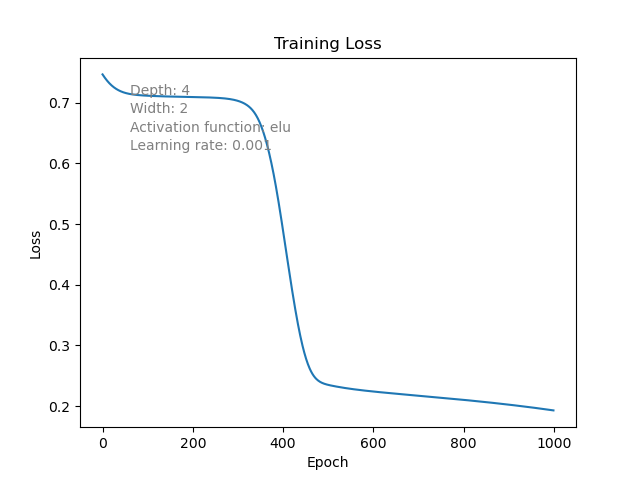 Training Loss
Depth: 4
Width: 2
Activation function: elu
Learning rate: 0.001
0.7
0.6
0.5
0.4
0.3
0.2
Loss
0 200 400 600 800 1000
Epoch